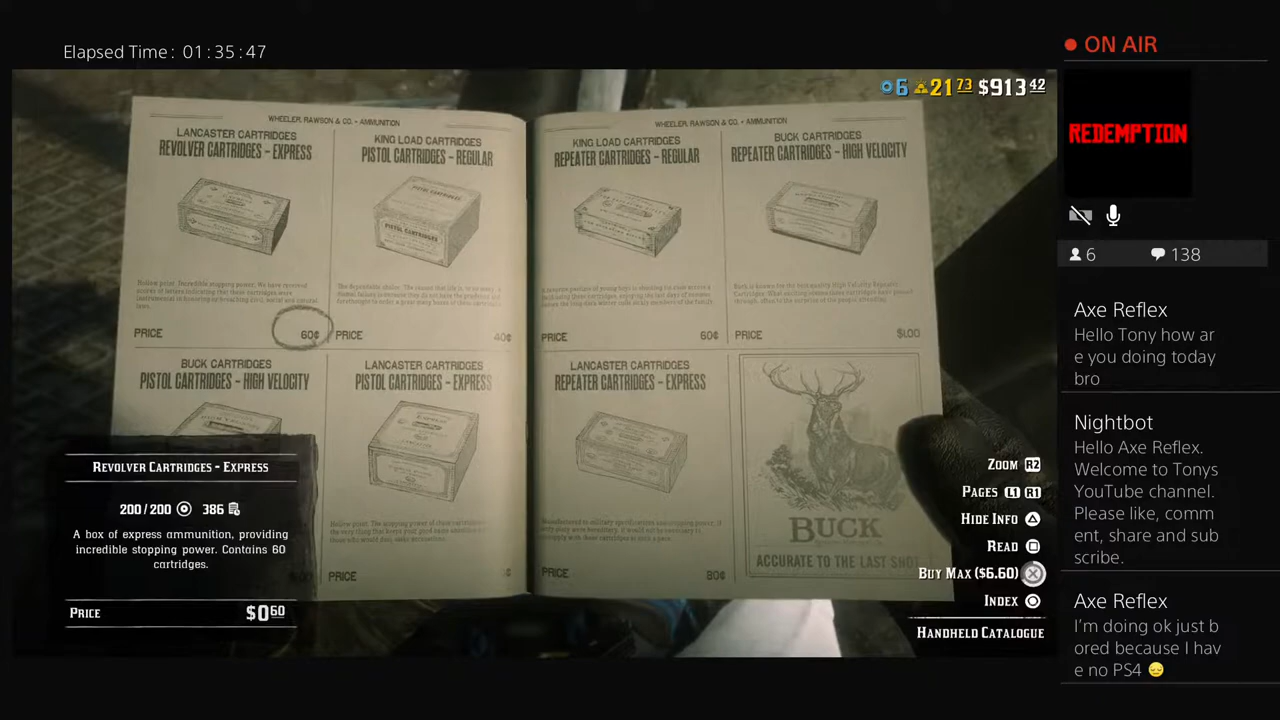 Elapsed Time: 01:35:47
6 21 73 $913 42
WHEELER, RAWSON & CO. • AMMUNITION
LANCASTER CARTRIDGES
REVOLVER CARTRIDGES - EXPRESS
PRICE 60¢
KING LOAD CARTRIDGES
PISTOL CARTRIDGES - REGULAR
PISTOL CARTRIDGES
PRICE 40¢
BUCK CARTRIDGES
PISTOL CARTRIDGES - HIGH VELOCITY
LANCASTER CARTRIDGES
PISTOL CARTRIDGES - EXPRESS
PRICE
WHEELER, RAWSON & CO. • AMMUNITION
KING LOAD CARTRIDGES
REPEATER CARTRIDGES - REGULAR
PRICE 60¢
BUCK CARTRIDGES
REPEATER CARTRIDGES - HIGH VELOCITY
PRICE $1.00
LANCASTER CARTRIDGES
REPEATER CARTRIDGES - EXPRESS
PRICE 80¢
BUCK
ACCURATE TO THE LAST SHOT
REVOLVER CARTRIDGES - EXPRESS
200/200 386
A box of express ammunition, providing
incredible stopping power. Contains 60
cartridges.
PRICE $0 60
ZOOM R2
PAGES L1 R1
HIDE INFO
READ
BUY MAX ($6.60)
INDEX
HANDHELD CATALOGUE
ON AIR
REDEMPTION
6 138
Axe Reflex
Hello Tony how ar
e you doing today
bro
Nightbot
Hello Axe Reflex.
Welcome to Tonys
YouTube channel.
Please like, comm
ent, share and sub
scribe.
Axe Reflex
I'm doing ok just b
ored because I hav
e no PS4 😔